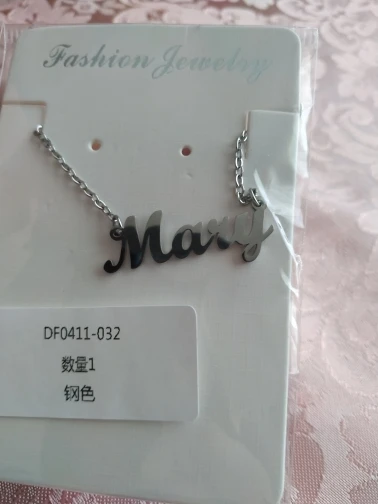 Fashion Jewelry
Mary
DF0411-032
数量1
钢色